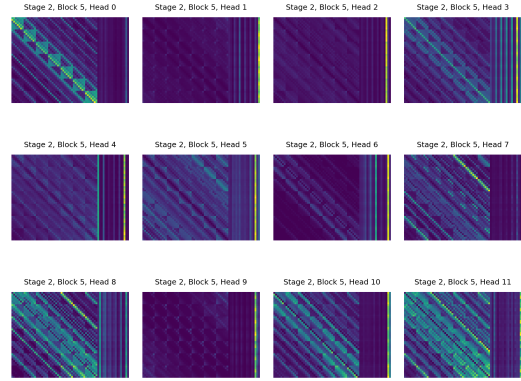 Stage 2, Block 5, Head 0
Stage 2, Block 5, Head 1
Stage 2, Block 5, Head 2
Stage 2, Block 5, Head 3
Stage 2, Block 5, Head 4
Stage 2, Block 5, Head 5
Stage 2, Block 5, Head 6
Stage 2, Block 5, Head 7
Stage 2, Block 5, Head 8
Stage 2, Block 5, Head 9
Stage 2, Block 5, Head 10
Stage 2, Block 5, Head 11